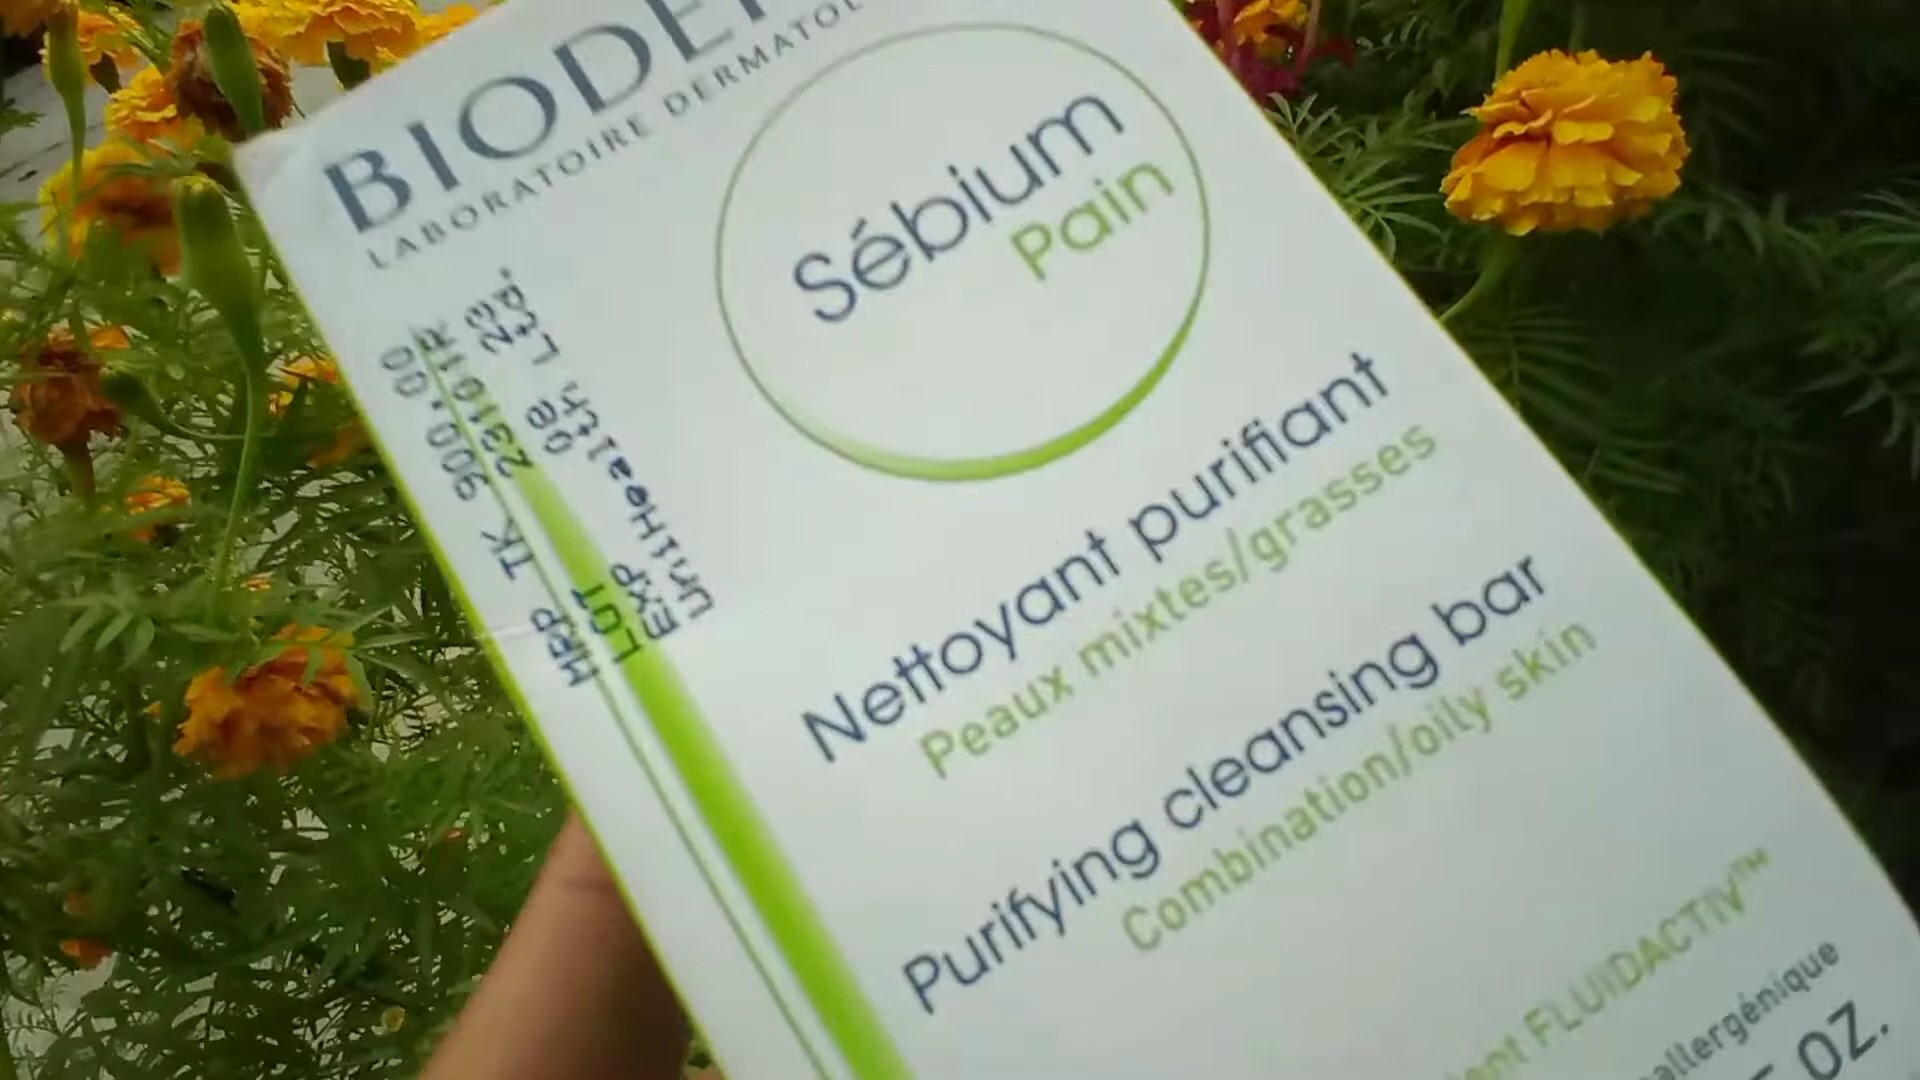 BIODE
LABORATOIRE DERMATOL
Sébium
Pain
MRP TK 900.00
LOT 231011R
EXP 08 23
UniHealth Ltd.
Nettoyant purifiant
Peaux mixtes/grasses
Purifying cleansing bar
Combination/oily skin
FLUIDACTIV™
allergénique
OZ.